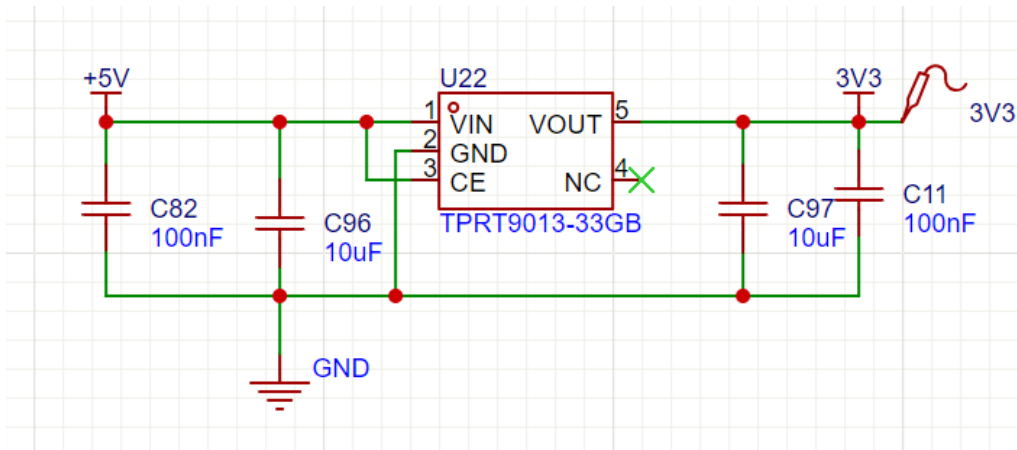 +5V
U22
3V3
3V3
1
VIN
VOUT
5
2
GND
3
CE
NC
4
TPRT9013-33GB
C82
100nF
C96
10uF
C97
10uF
C11
100nF
GND